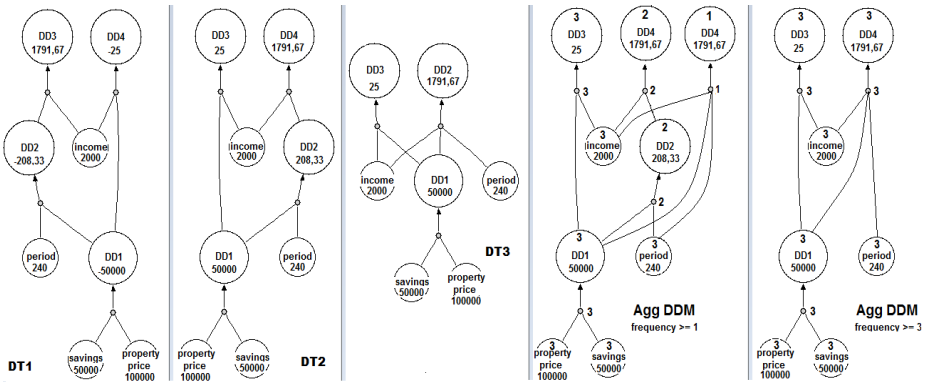 DD3
1791,67
DD4
-25
DD2
-208,33
income
2000
period
240
DD1
-50000
savings
50000
property
price
100000
DT1
DD3
25
DD4
1791,67
income
2000
DD2
208,33
DD1
50000
period
240
property
price
100000
savings
50000
DT2
DD3
25
DD2
1791,67
income
2000
DD1
50000
period
240
savings
50000
property
price
100000
DT3
3
DD3
25
2
DD4
1791,67
1
DD4
1791,67
3
2
1
3
income
2000
2
DD2
208,33
2
3
DD1
50000
3
period
240
3
3
property
price
100000
3
savings
50000
Agg DDM
frequency >= 1
3
DD3
25
3
DD4
1791,67
3
3
3
income
2000
3
DD1
50000
3
period
240
3
3
property
price
100000
3
savings
50000
Agg DDM
frequency >= 3